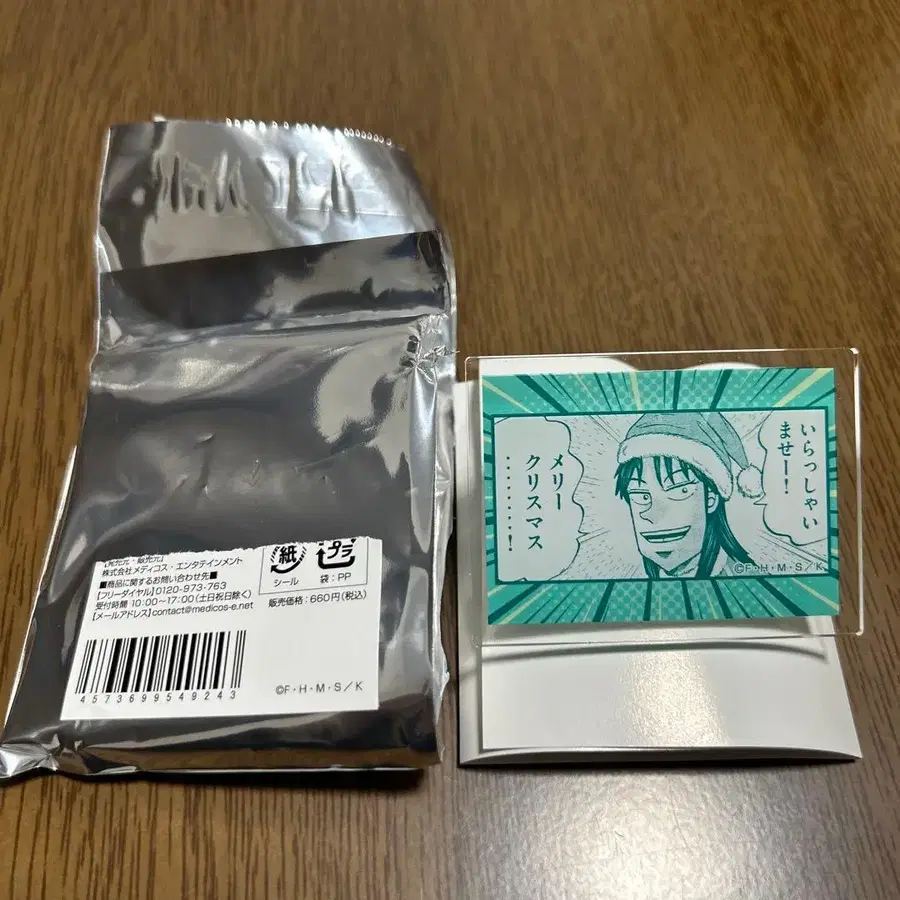 【発売元・販売元】
株式会社メディコス・エンタテインメント
■商品に関するお問い合わせ先■
【フリーダイヤル】0120-973-763
受付時間 10:00〜17:00(土日祝日除く)
【メールアドレス】contact@medicos-e.net
紙
シール
プラ
袋:PP
販売価格:660円(税込)
4573699549243
©F・H・M・S/K
いらっしゃい
ませー!
メリー
クリスマス
‥‥‥‥!
©F・H・M・S/K